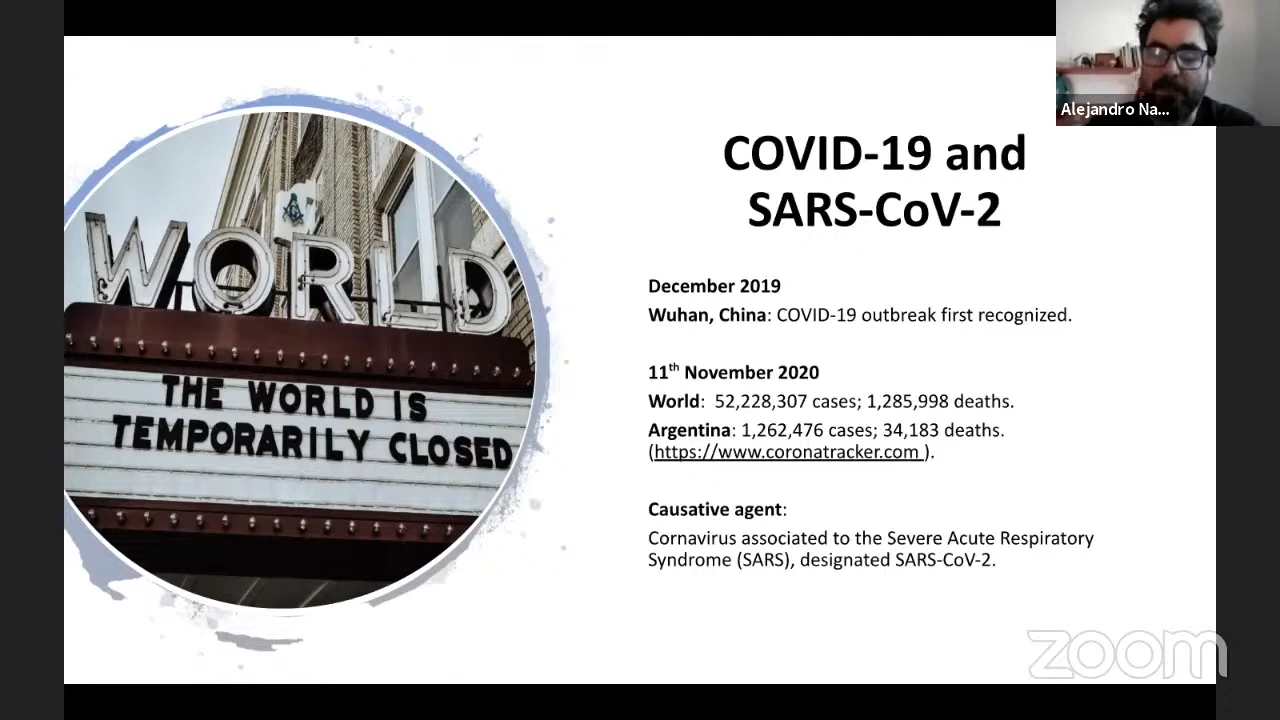 Alejandro Na...
COVID-19 and
SARS-CoV-2
WORLD
THE WORLD IS
TEMPORARILY CLOSED
December 2019
Wuhan, China: COVID-19 outbreak first recognized.
11th November 2020
World:  52,228,307 cases; 1,285,998 deaths.
Argentina: 1,262,476 cases; 34,183 deaths.
(https://www.coronatracker.com ).
Causative agent:
Cornavirus associated to the Severe Acute Respiratory
Syndrome (SARS), designated SARS-CoV-2.
zoom